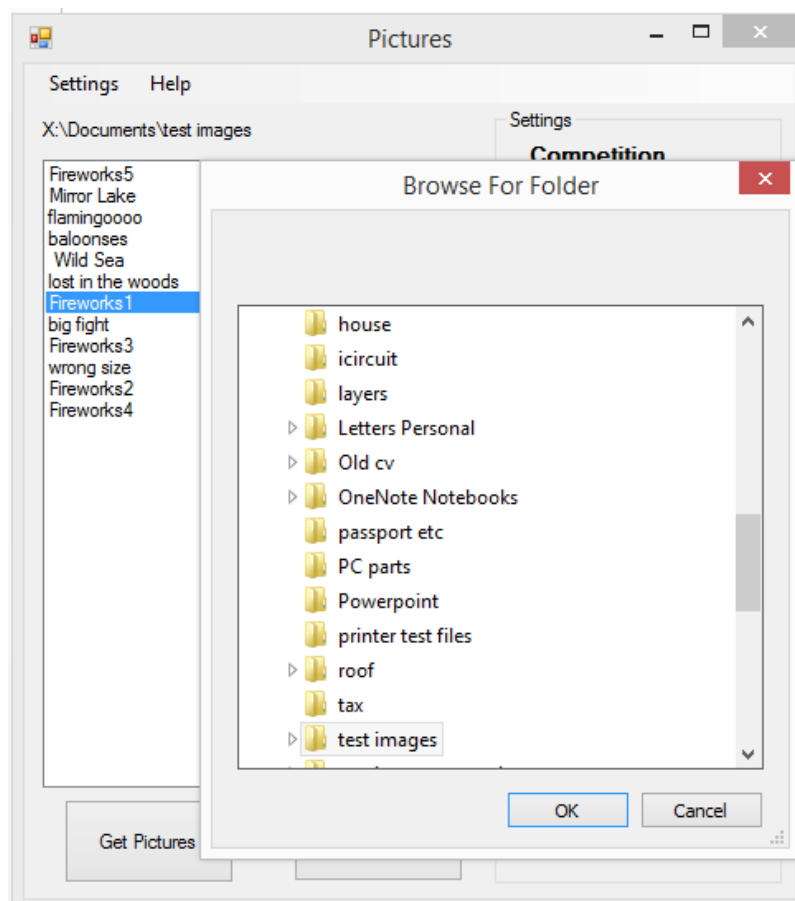 Pictures
Settings Help
X:\Documents\test images
Settings
Competition
Fireworks5
Mirror Lake
flamingoooo
baloonses
Wild Sea
lost in the woods
Fireworks1
big fight
Fireworks3
wrong size
Fireworks2
Fireworks4
Browse For Folder
house
icircuit
layers
Letters Personal
Old cv
OneNote Notebooks
passport etc
PC parts
Powerpoint
printer test files
roof
tax
test images
OK Cancel
Get Pictures